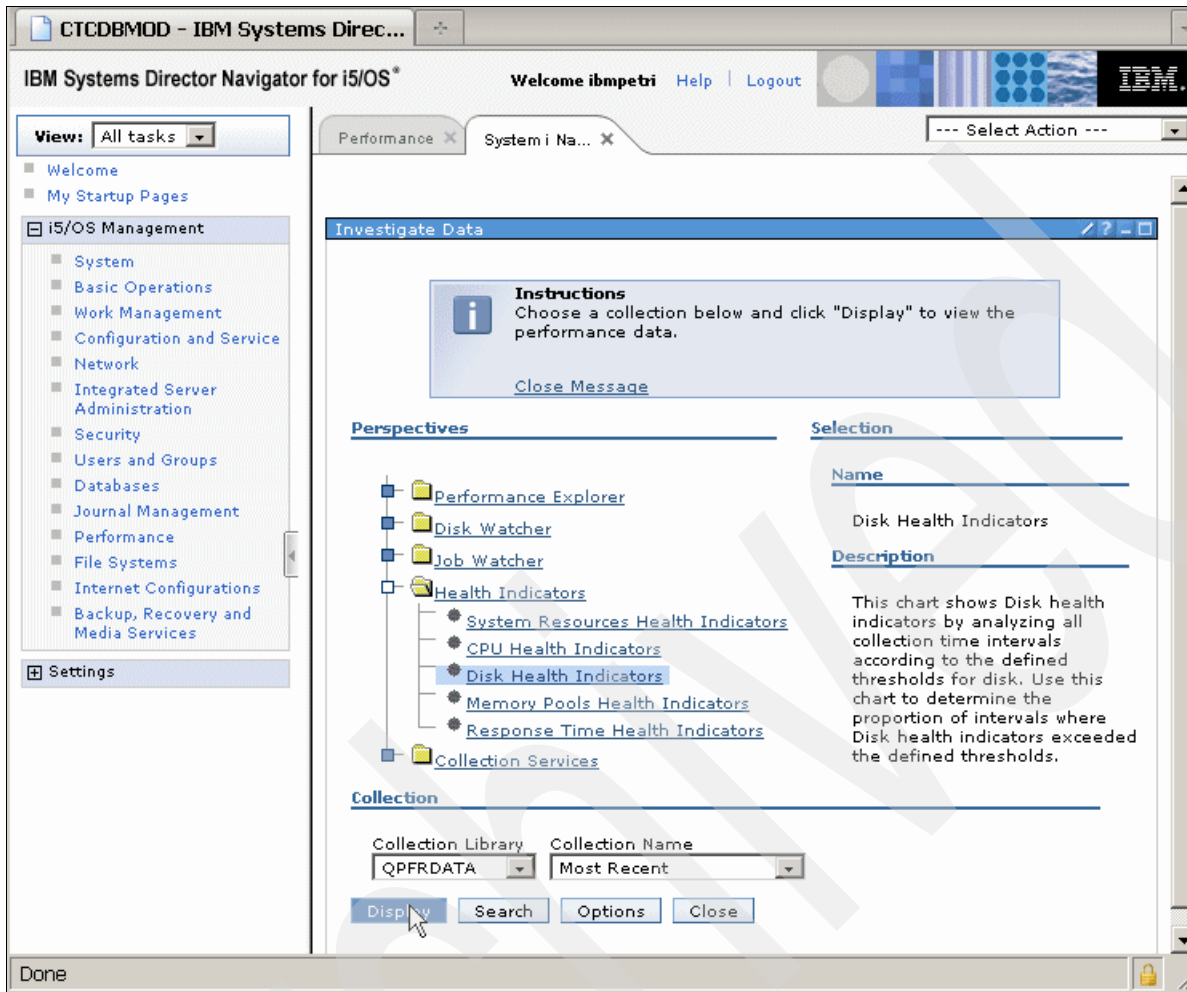 CTCDBMOD - IBM Systems Direc...
IBM Systems Director Navigator for i5/OS®
Welcome ibmpetri Help | Logout
IBM.
View: All tasks
Welcome
My Startup Pages
i5/OS Management
System
Basic Operations
Work Management
Configuration and Service
Network
Integrated Server
Administration
Security
Users and Groups
Databases
Journal Management
Performance
File Systems
Internet Configurations
Backup, Recovery and
Media Services
Settings
Performance
System i Na...
--- Select Action ---
Investigate Data
Instructions
Choose a collection below and click "Display" to view the
performance data.
Close Message
Perspectives
Performance Explorer
Disk Watcher
Job Watcher
Health Indicators
System Resources Health Indicators
CPU Health Indicators
Disk Health Indicators
Memory Pools Health Indicators
Response Time Health Indicators
Collection Services
Selection
Name
Disk Health Indicators
Description
This chart shows Disk health
indicators by analyzing all
collection time intervals
according to the defined
thresholds for disk. Use this
chart to determine the
proportion of intervals where
Disk health indicators exceeded
the defined thresholds.
Collection
Collection Library
Collection Name
QPFRDATA
Most Recent
Display
Search
Options
Close
Done